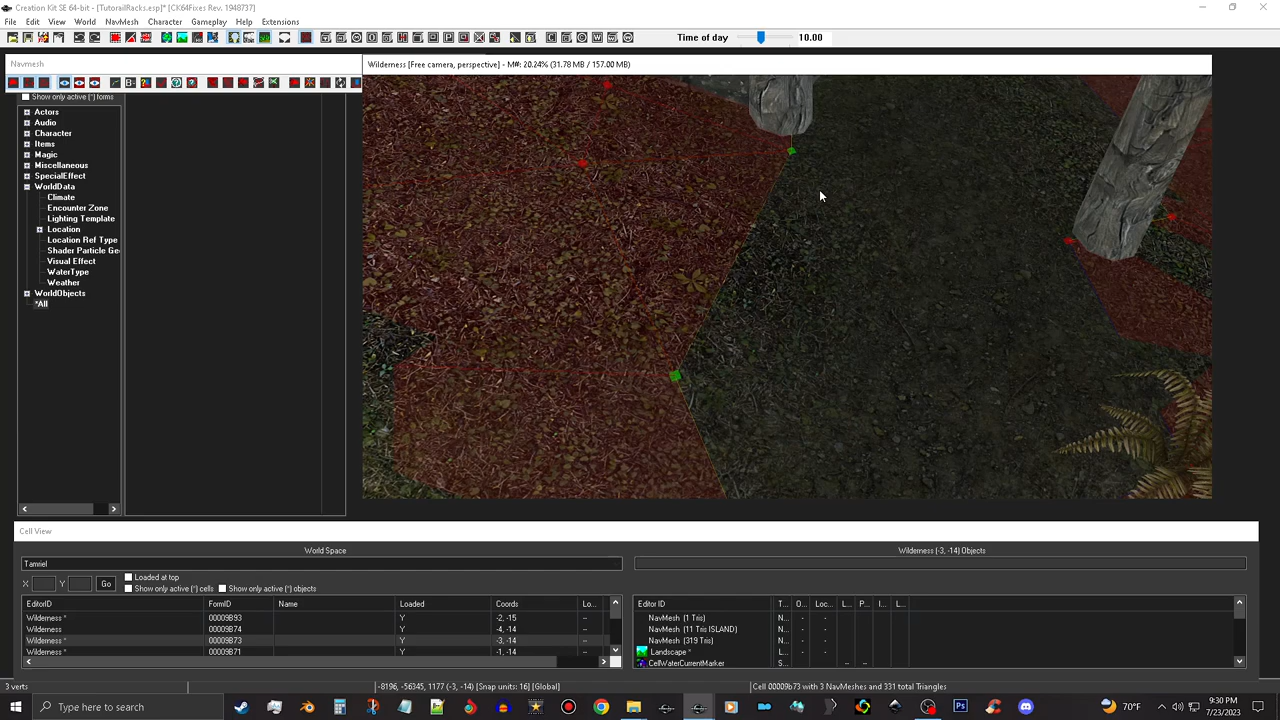 Creation Kit SE 64-bit - [TutorailRacks.esp]* [CK64Fixes Rev. 1948737]
File Edit View World NavMesh Character Gameplay Help Extensions
Time of day 10.00
Navmesh
Wilderness [Free camera, perspective] - M#: 20.24% (31.78 MB / 157.00 MB)
Show only active (*) forms
Actors
Audio
Character
Items
Magic
Miscellaneous
SpecialEffect
WorldData
Climate
Encounter Zone
Lighting Template
Location
Location Ref Type
Shader Particle Ge
Visual Effect
WaterType
Weather
WorldObjects
*All
Cell View
World Space
Wilderness (-3, -14) Objects
Tamriel
X Y Go
Loaded at top
Show only active (*) cells Show only active (*) objects
EditorID FormID Name Loaded Coords Lo...
Editor ID T... O... Loc... L... P... I... L...
Wilderness * 00009B93 Y -2, -15 --
Wilderness 00009B74 Y -4, -14 --
Wilderness * 00009B73 Y -3, -14 --
Wilderness * 00009B71 Y -1, -14 --
NavMesh (1 Tris) N... - -
NavMesh (11 Tris ISLAND) N... - -
NavMesh (319 Tris) N... - -
Landscape * L... - -
CellWaterCurrentMarker S... -- --
3 verts
-8196, -56345, 1177 (-3, -14) [Snap units: 16] [Global]
Cell 00009b73 with 3 NavMeshes and 331 total Triangles
Type here to search
70°F
9:30 PM
7/23/2023